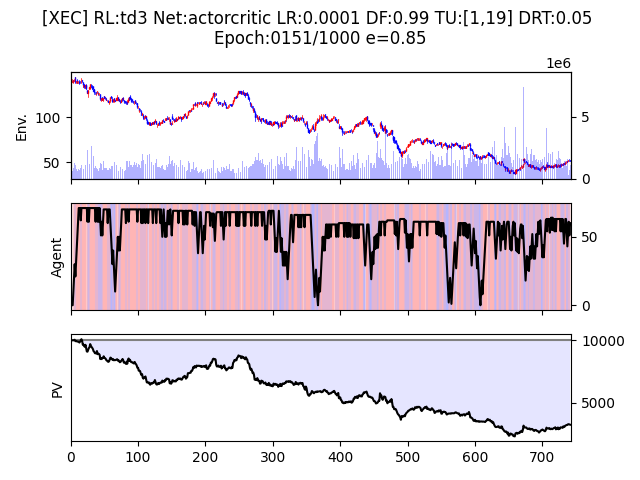 [XEC] RL:td3 Net:actorcritic LR:0.0001 DF:0.99 TU:[1,19] DRT:0.05
Epoch:0151/1000 e=0.85
1e6
Env.
100
50
5
0
Agent
50
0
PV
10000
5000
0 100 200 300 400 500 600 700